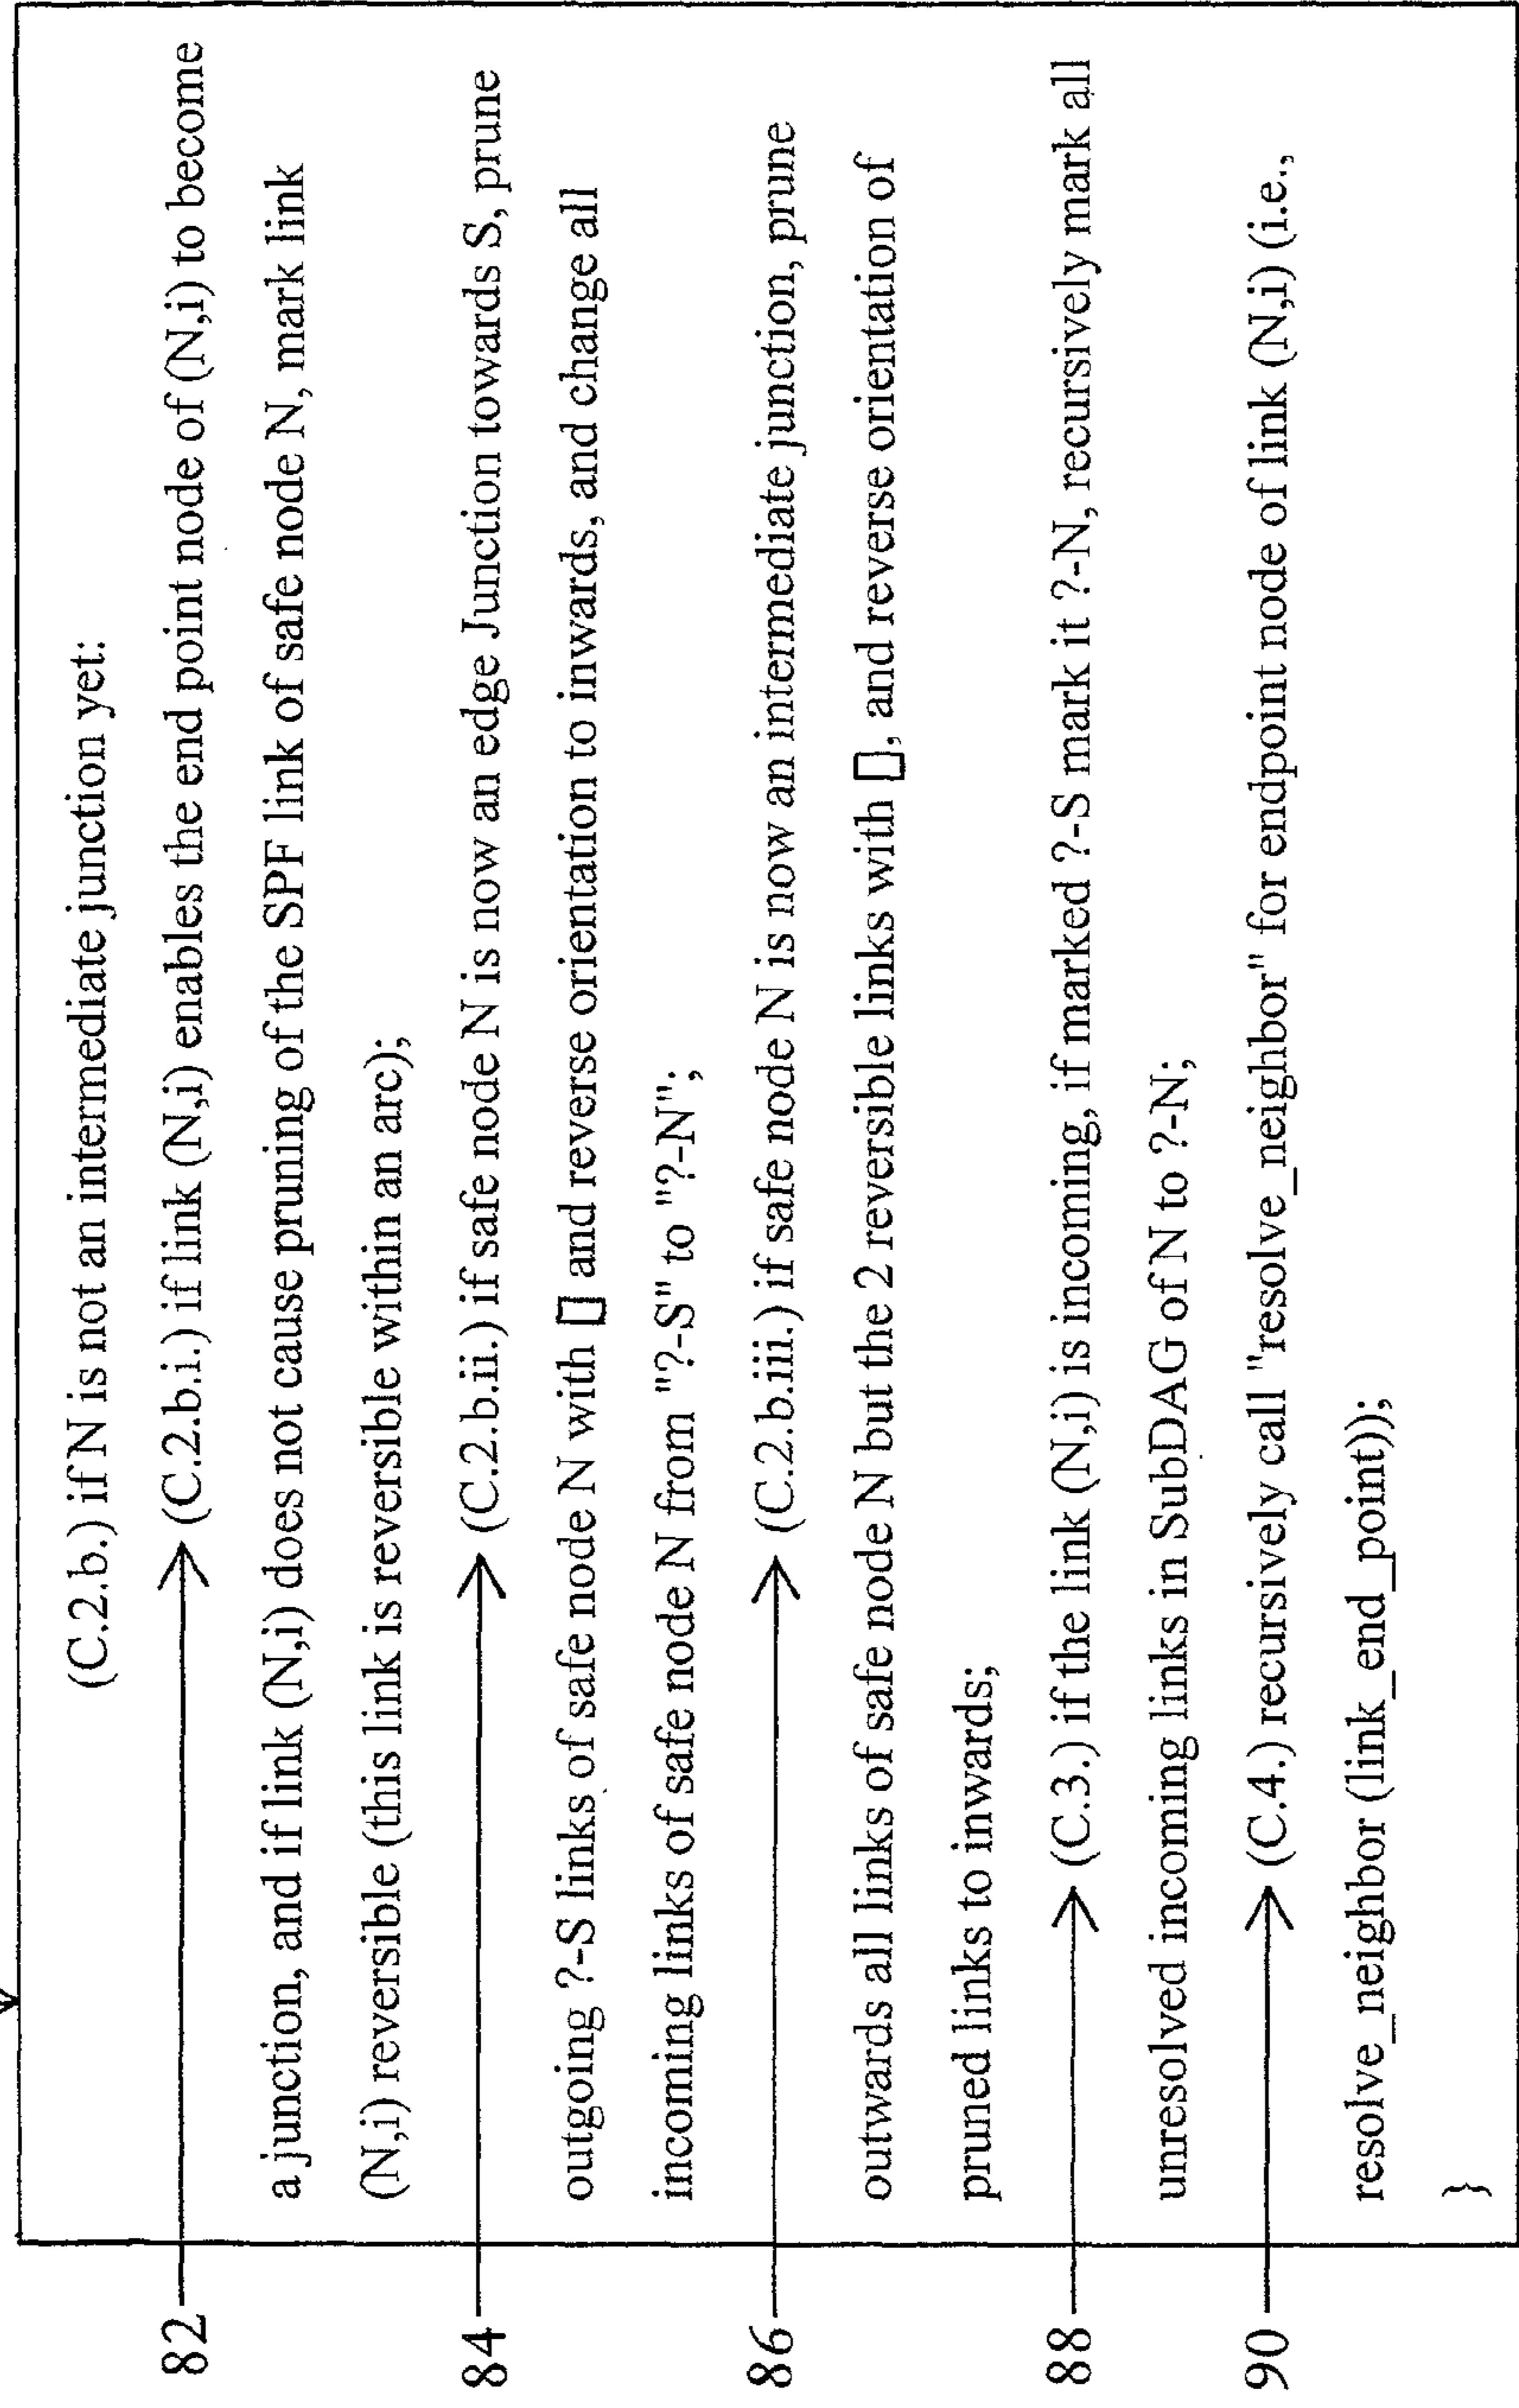 (C.2.b.) if N is not an intermediate junction yet:
82 (C.2.b.i.) if link (N,i) enables the end point node of (N,i) to become
a junction, and if link (N,i) does not cause pruning of the SPF link of safe node N, mark link
(N,i) reversible (this link is reversible within an arc);
84 (C.2.b.ii.) if safe node N is now an edge Junction towards S, prune
outgoing ?-S links of safe node N with [] and reverse orientation to inwards, and change all
incoming links of safe node N from "?-S" to "?-N";
86 (C.2.b.iii.) if safe node N is now an intermediate junction, prune
outwards all links of safe node N but the 2 reversible links with [], and reverse orientation of
pruned links to inwards;
88 (C.3.) if the link (N,i) is incoming, if marked ?-S mark it ?-N, recursively mark all
unresolved incoming links in SubDAG of N to ?-N;
90 (C.4.) recursively call "resolve_neighbor" for endpoint node of link (N,i) (i.e.,
resolve_neighbor (link_end_point));
}